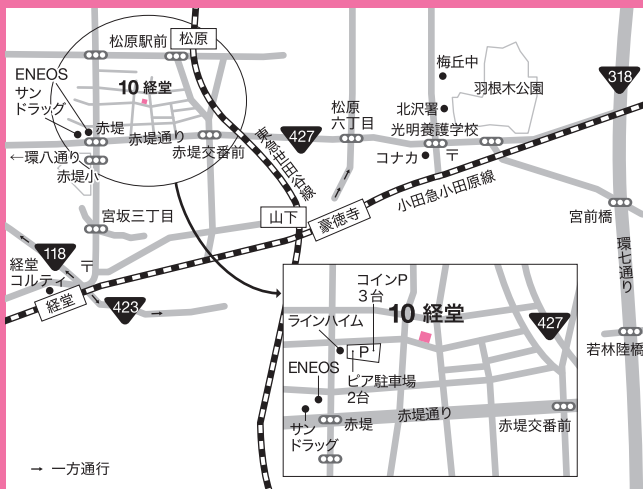 松原駅前
松原
ENEOS
サン
ドラッグ
10 経堂
赤堤
赤堤通り
赤堤交番前
←環八通り
赤堤小
東急世田谷線
427
松原
六丁目
梅丘中
羽根木公園
北沢署
光明養護学校
コナカ
〒
318
小田急小田原線
宮坂三丁目
山下
豪徳寺
宮前橋
環七通り
118
〒
経堂
コルティ
経堂
423
若林陸橋
コインP
3台
10 経堂
427
ラインハイム
P
ENEOS
ピア駐車場
2台
赤堤
赤堤通り
赤堤交番前
サン
ドラッグ
→ 一方通行